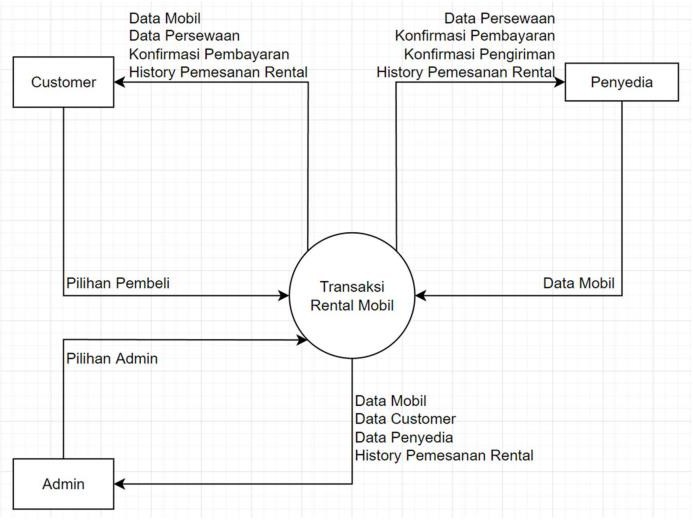 Data Mobil
Data Persewaan
Konfirmasi Pembayaran
History Pemesanan Rental
Data Persewaan
Konfirmasi Pembayaran
Konfirmasi Pengiriman
History Pemesanan Rental
Customer
Penyedia
Pilihan Pembeli
Transaksi
Rental Mobil
Data Mobil
Pilihan Admin
Data Mobil
Data Customer
Data Penyedia
History Pemesanan Rental
Admin